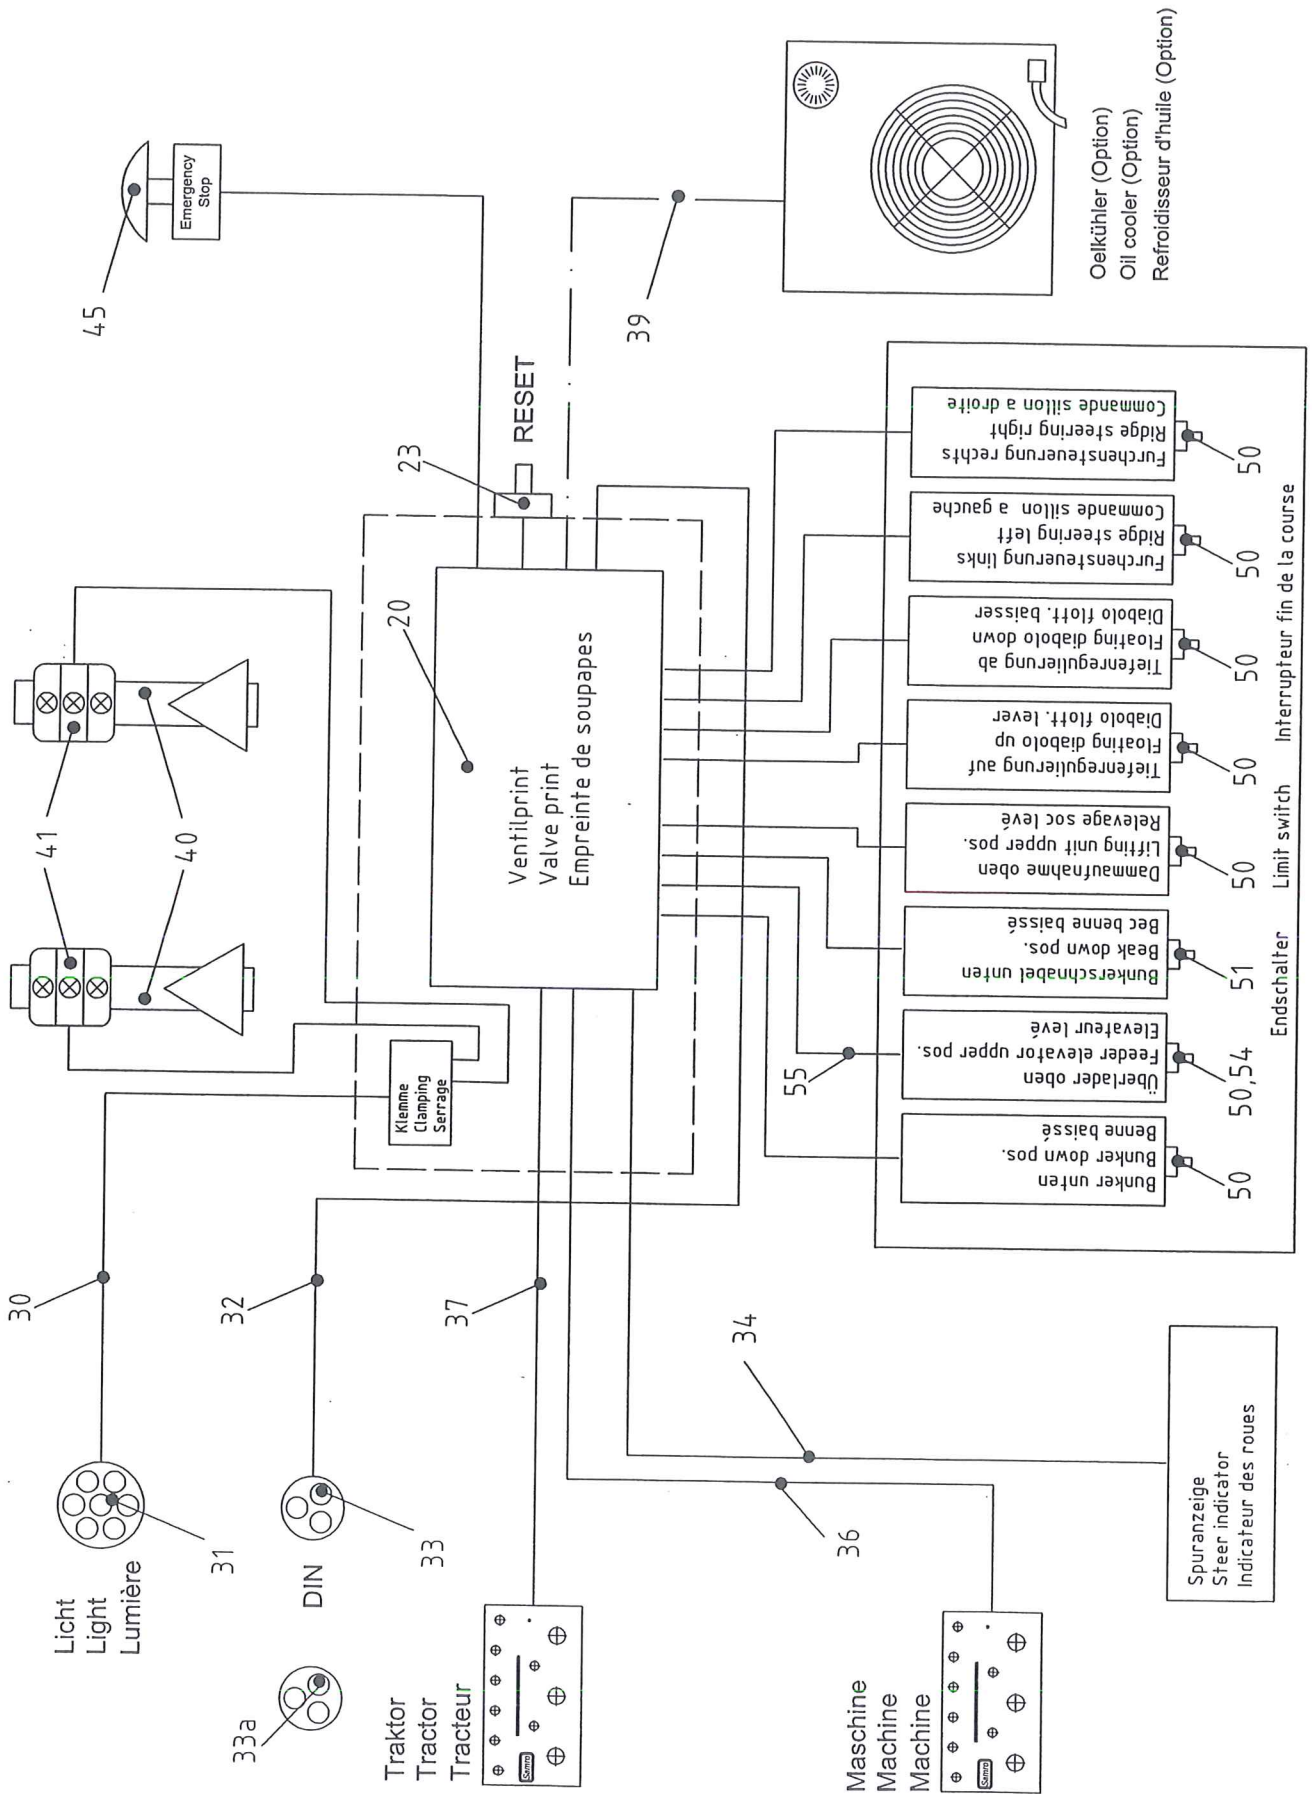 Licht
Light
Lumière
31
30
DIN
33
33a
32
Traktor
Tractor
Tracteur
37
Semro
Maschine
Machine
Machine
36
34
Semro
Spuranzeige
Steer indicator
Indicateur des roues
41
40
45
Emergency
Stop
Klemme
Clamping
Serrage
20
Ventilprint
Valve print
Empreinte de soupapes
23
RESET
39
Oelkühler (Option)
Oil cooler (Option)
Refroidisseur d'huile (Option)
55
Bunker unten
Bunker down pos.
Benne baissé
50
Überlader oben
Feeder elevator upper pos.
Elevateur levé
50,54
Bunkerschnabel unten
Beak down pos.
Bec benne baissé
51
Dammaufnahme oben
Lifting unit upper pos.
Relevage soc levé
50
Tiefenregulierung auf
Floating diabolo up
Diabolo floft. lever
50
Tiefenregulierung ab
Floating diabolo down
Diabolo floft. baisser
50
Furchensteuerung links
Ridge steering left
Commande sillon a gauche
50
Furchensteuerung rechts
Ridge steering right
Commande sillon a droite
50
Endschalter Limit switch Interrupteur fin de la course